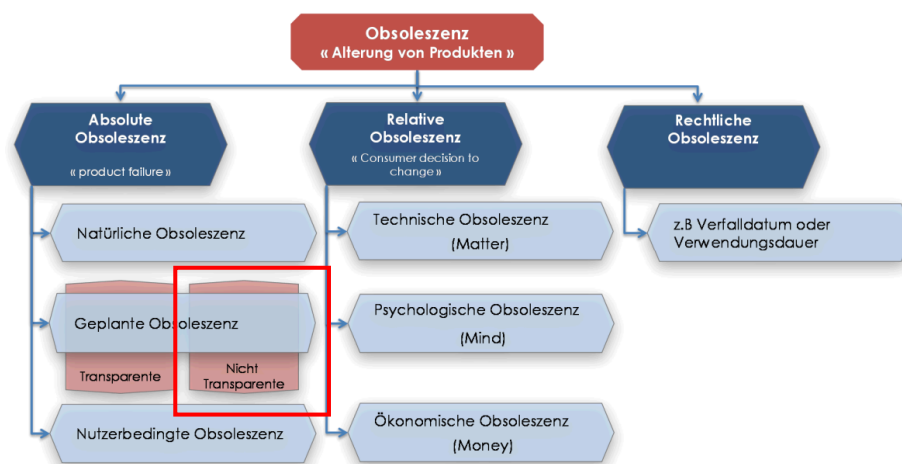 Obsoleszenz
« Alterung von Produkten »
Absolute
Obsoleszenz
« product failure »
Relative
Obsoleszenz
« Consumer decision to
change »
Rechtliche
Obsoleszenz
Natürliche Obsoleszenz
Geplante Obsoleszenz
Transparente
Nicht
Transparente
Nutzerbedingte Obsoleszenz
Technische Obsoleszenz
(Matter)
Psychologische Obsoleszenz
(Mind)
Ökonomische Obsoleszenz
(Money)
z.B Verfalldatum oder
Verwendungsdauer